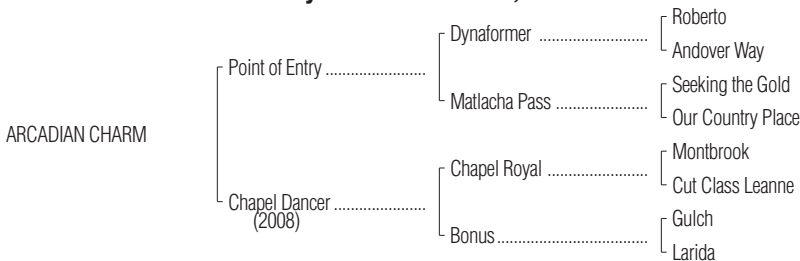 Roberto
Dynaformer ...................
Andover Way
Point of Entry .......................
Seeking the Gold
Matlacha Pass ...................
Our Country Place
ARCADIAN CHARM
Montbrook
Chapel Royal .....................
Cut Class Leanne
Chapel Dancer .....................
(2008)
Gulch
Bonus ................................
Larida